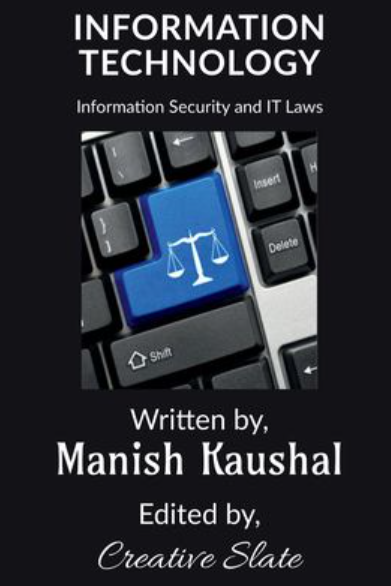 INFORMATION
TECHNOLOGY
Information Security and IT Laws
Insert
H
Delete
Shift
Written by,
Manish Kaushal
Edited by,
Creative Slate